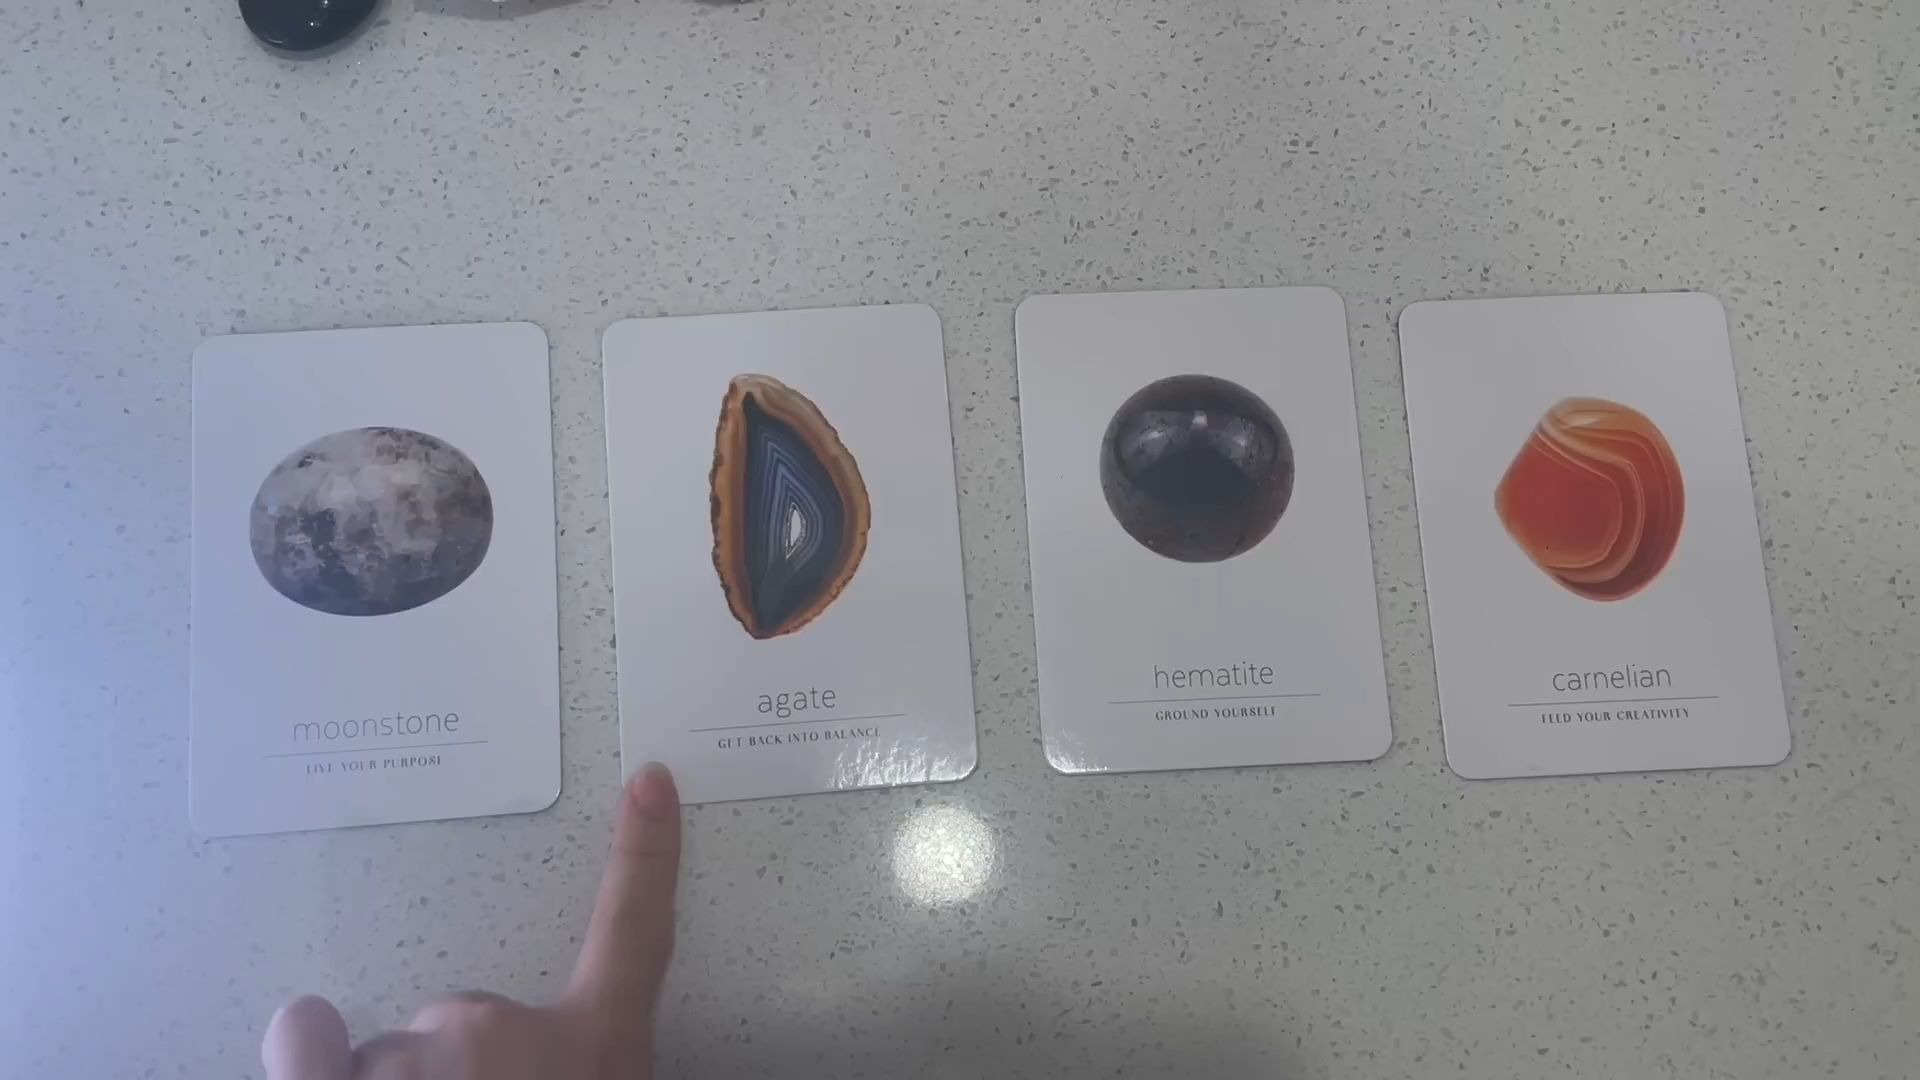 moonstone
LIVE YOUR PURPOSE
agate
GET BACK INTO BALANCE
hematite
GROUND YOURSELF
carnelian
FEED YOUR CREATIVITY